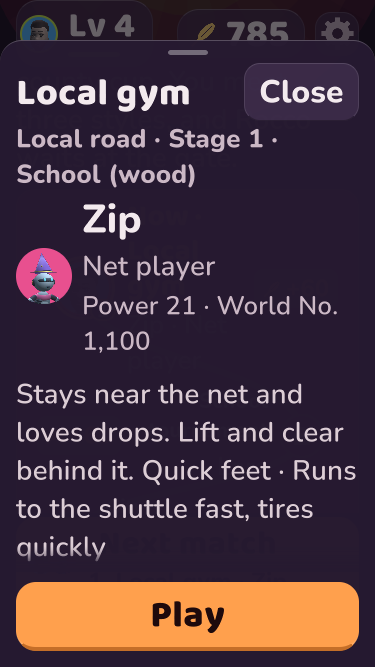 Lv 4
785
Local gym
Close
Local road · Stage 1 ·
School (wood)
Zip
Net player
Power 21 · World No.
1,100
Stays near the net and
loves drops. Lift and clear
behind it. Quick feet · Runs
to the shuttle fast, tires
quickly
Next match
Play